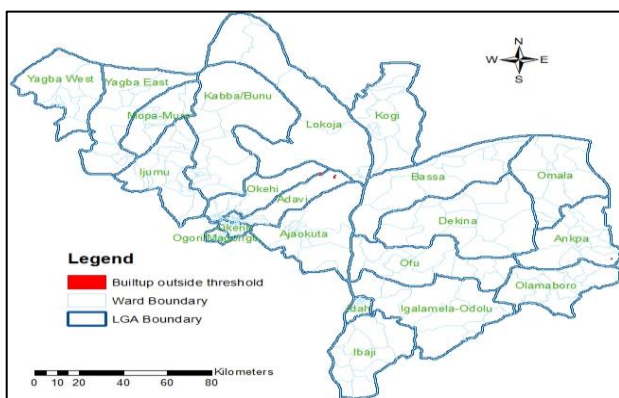 N
W E
S
Yagba West
Yagba East
Kabba/Bunu
Mopa-Muro
Lokoja
Kogi
Ijumu
Okehi
Adavi
Bassa
Omala
Okene
Ogori/Magongo
Ajaokuta
Dekina
Ankpa
Ofu
Olamaboro
Idah
Igalamela-Odolu
Ibaji
Legend
Builtup outside threshold
Ward Boundary
LGA Boundary
Kilometers
0 5 10 20 40 60 80